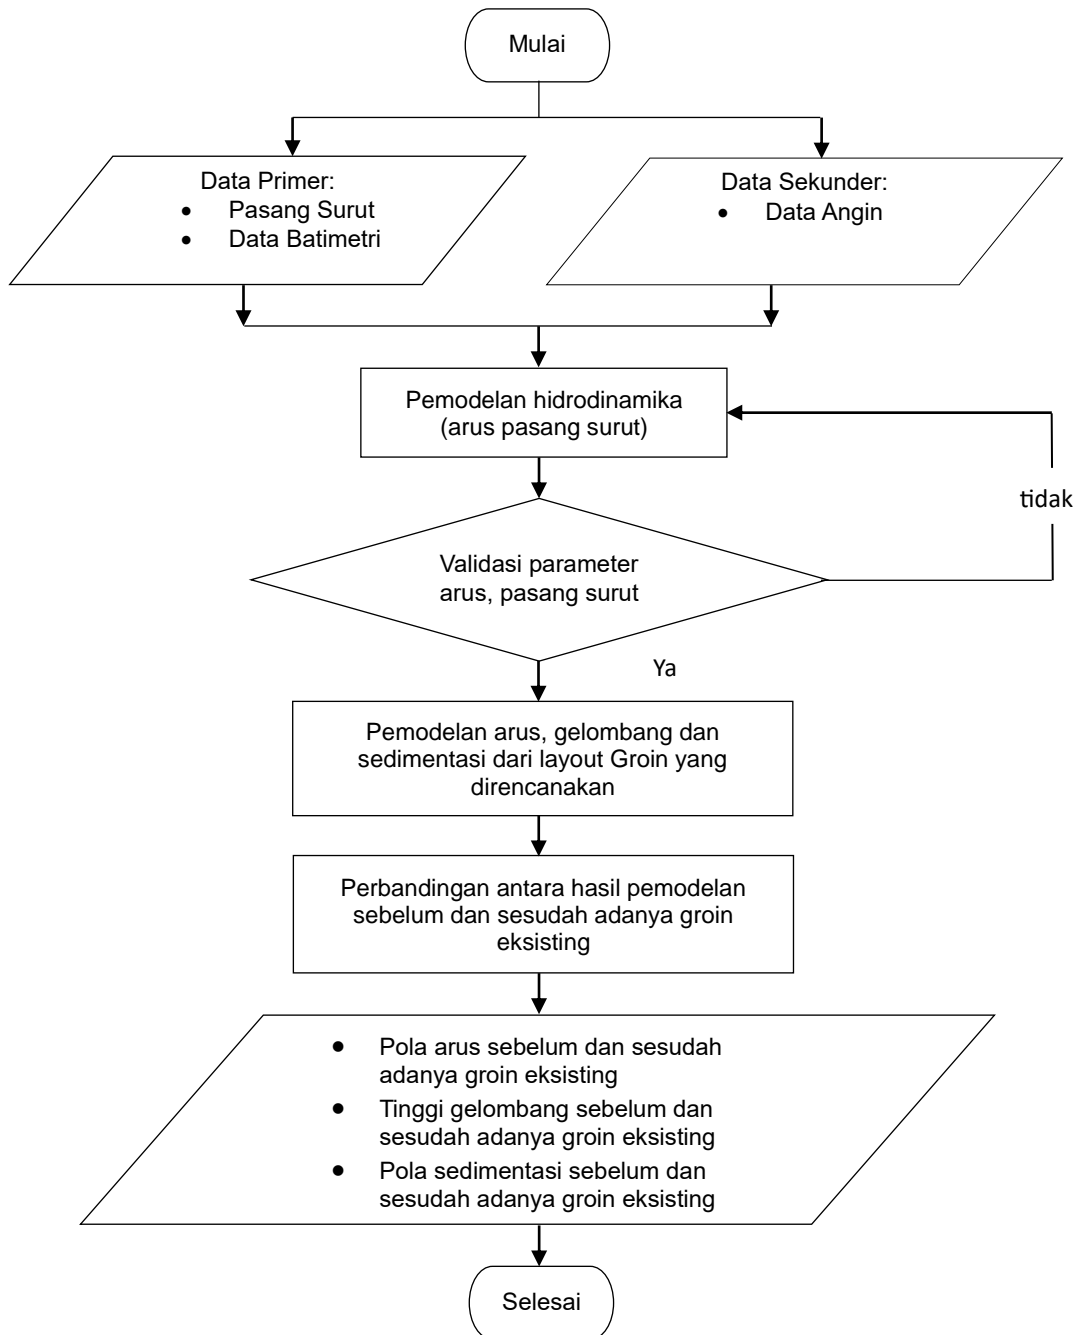 Mulai
Data Primer:
• Pasang Surut
• Data Batimetri
Data Sekunder:
• Data Angin
Pemodelan hidrodinamika
(arus pasang surut)
tidak
Validasi parameter
arus, pasang surut
Ya
Pemodelan arus, gelombang dan
sedimentasi dari layout Groin yang
direncanakan
Perbandingan antara hasil pemodelan
sebelum dan sesudah adanya groin
eksisting
• Pola arus sebelum dan sesudah
adanya groin eksisting
• Tinggi gelombang sebelum dan
sesudah adanya groin eksisting
• Pola sedimentasi sebelum dan
sesudah adanya groin eksisting
Selesai